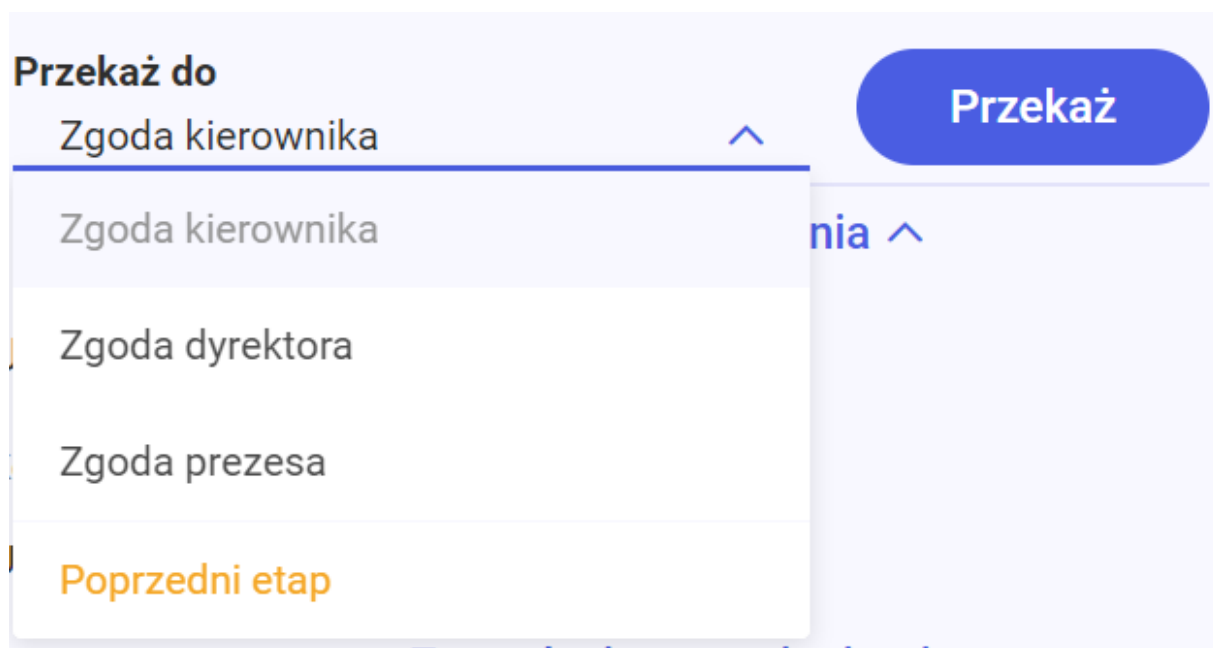 Przekaż do
Zgoda kierownika
Przekaż
Zgoda kierownika
nia
Zgoda dyrektora
Zgoda prezesa
Poprzedni etap